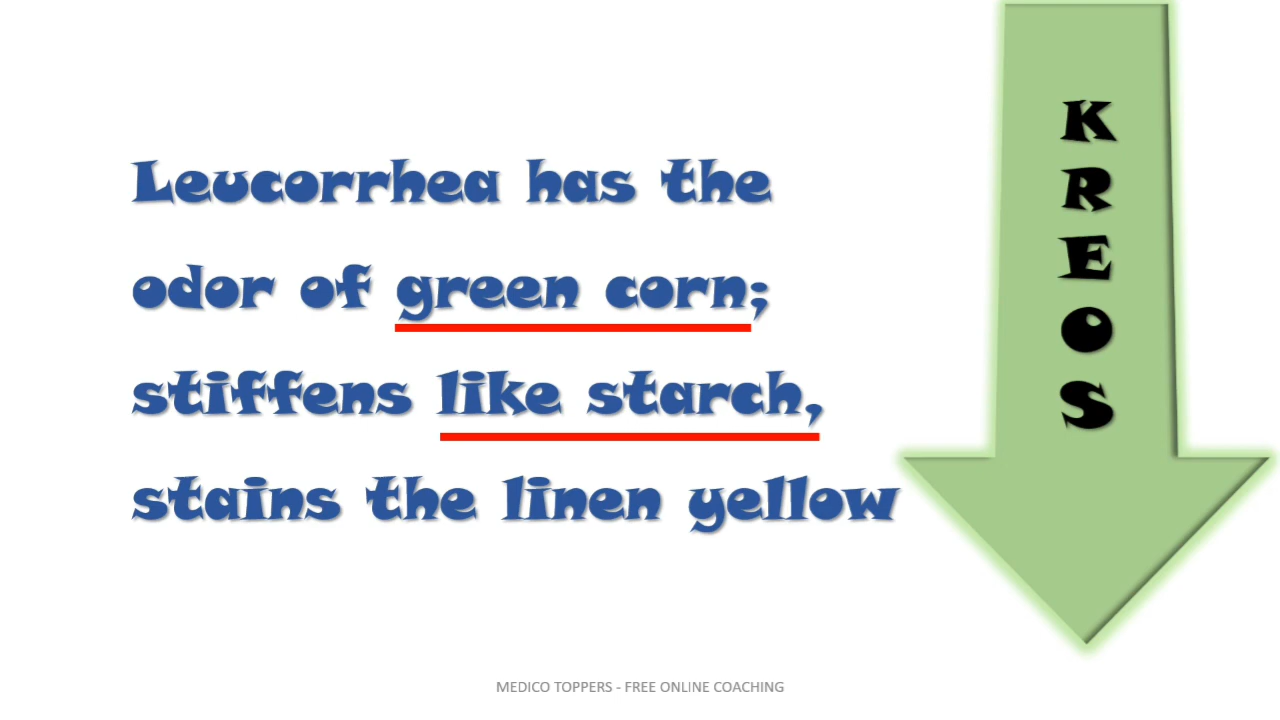 Leucorrhea has the
odor of green corn;
stiffens like starch,
stains the linen yellow
K
R
E
O
S
MEDICO TOPPERS - FREE ONLINE COACHING